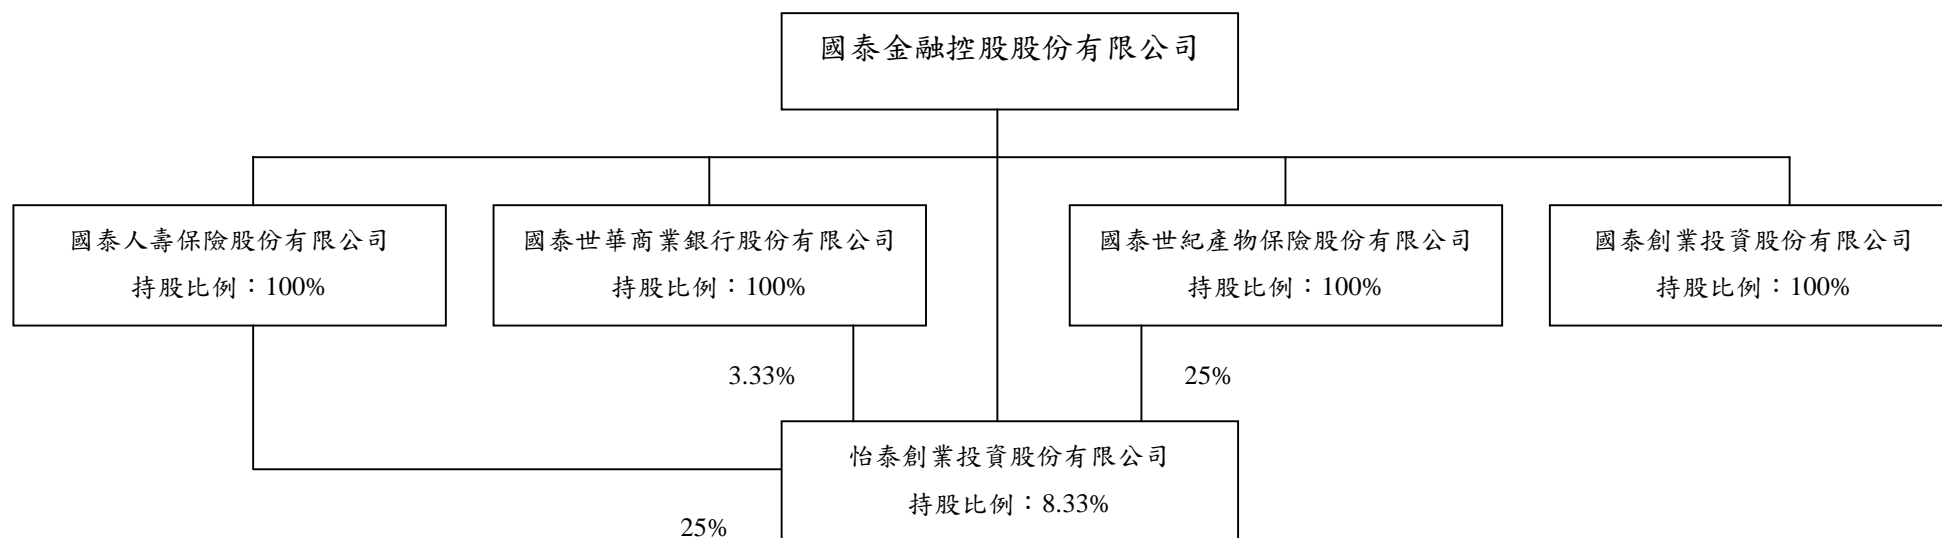 國泰金融控股股份有限公司
國泰人壽保險股份有限公司
持股比例：100%
國泰世華商業銀行股份有限公司
持股比例：100%
國泰世紀產物保險股份有限公司
持股比例：100%
國泰創業投資股份有限公司
持股比例：100%
3.33%
25%
怡泰創業投資股份有限公司
持股比例：8.33%
25%